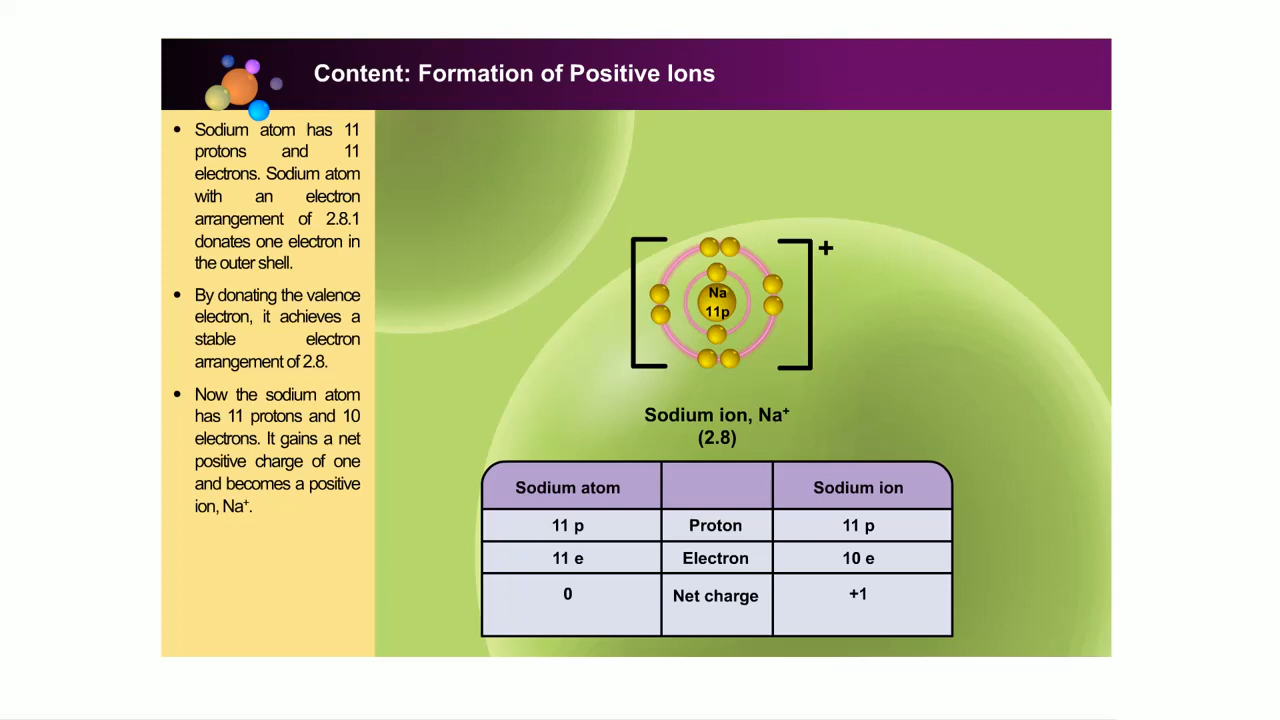 Content: Formation of Positive Ions
• Sodium atom has 11
protons and 11
electrons. Sodium atom
with an electron
arrangement of 2.8.1
donates one electron in
the outer shell.
• By donating the valence
electron, it achieves a
stable electron
arrangement of 2.8.
• Now the sodium atom
has 11 protons and 10
electrons. It gains a net
positive charge of one
and becomes a positive
ion, Na⁺.
+
Na
11p
Sodium ion, Na⁺
(2.8)
Sodium atom Sodium ion
11 p Proton 11 p
11 e Electron 10 e
0 Net charge +1